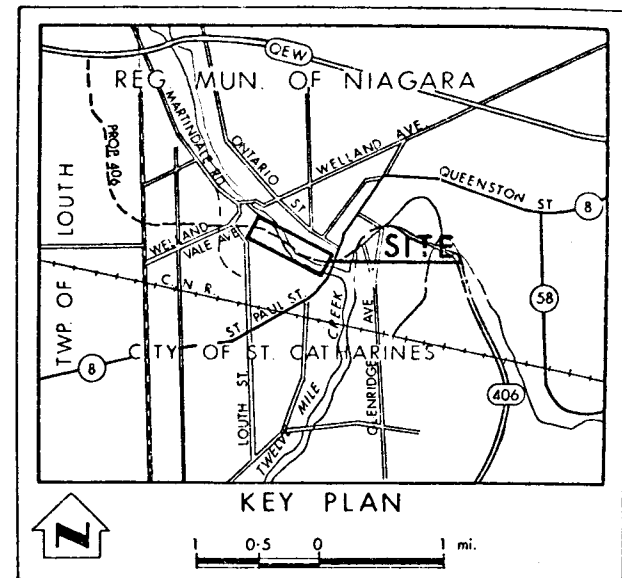 QEW
REG. MUN. OF NIAGARA
MARTINDALE RD.
PROP. 406
ONTARIO ST
WELLAND AVE
QUEENSTON ST
8
TWP. OF LOUTH
WELLAND VALE AVE
SITE
C.N.R.
ST PAUL ST
58
CITY OF ST. CATHARINES
8
LOUTH ST
TWELVE MILE CREEK
GLENRIDGE AVE
406
KEY PLAN
N
1 0·5 0 1 mi.